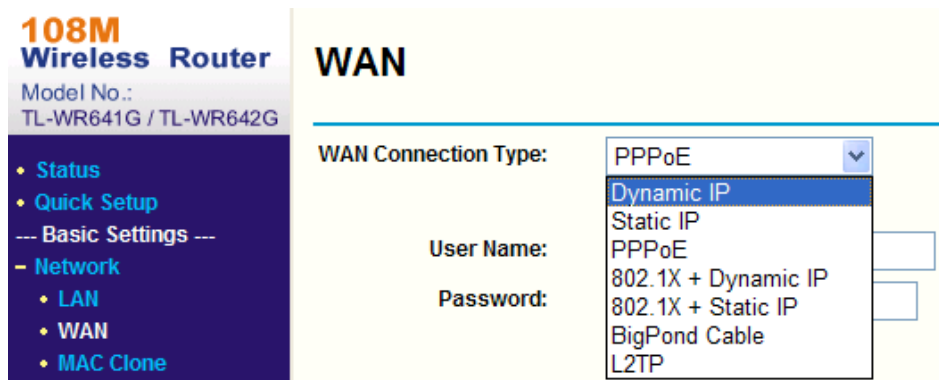 108M
Wireless Router
Model No.:
TL-WR641G / TL-WR642G
• Status
• Quick Setup
--- Basic Settings ---
– Network
• LAN
• WAN
• MAC Clone
WAN
WAN Connection Type:
PPPoE
Dynamic IP
Static IP
PPPoE
802.1X + Dynamic IP
802.1X + Static IP
BigPond Cable
L2TP
User Name:
Password: